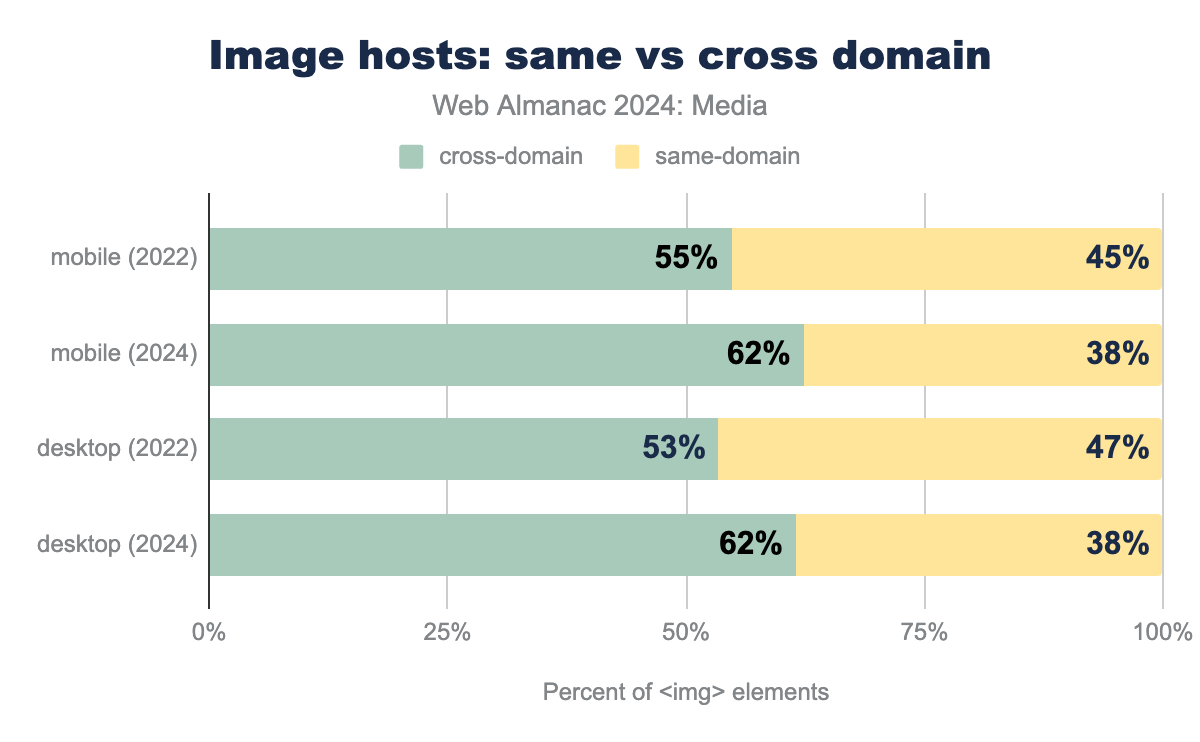 Image hosts: same vs cross domain
Web Almanac 2024: Media
cross-domain same-domain
mobile (2022) 55% 45%
mobile (2024) 62% 38%
desktop (2022) 53% 47%
desktop (2024) 62% 38%
0% 25% 50% 75% 100%
Percent of <img> elements